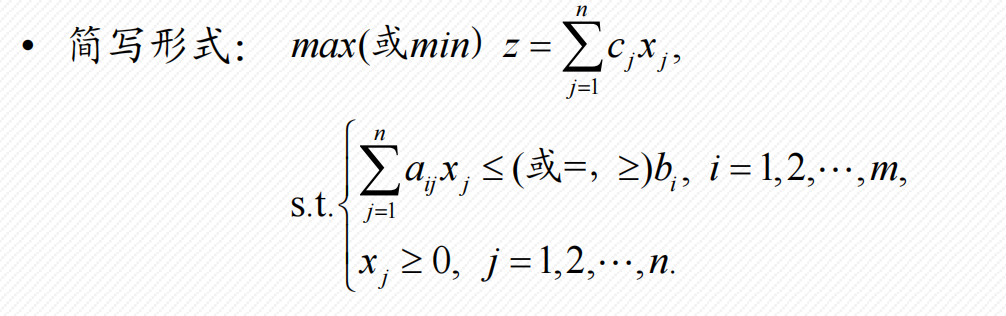 • 简写形式： max(或min) z = ∑_{j=1}^{n} c_j x_j,
s.t. { ∑_{j=1}^{n} a_{ij} x_j ≤ (或=, ≥) b_i, i = 1,2,⋯,m,
x_j ≥ 0, j = 1,2,⋯,n.